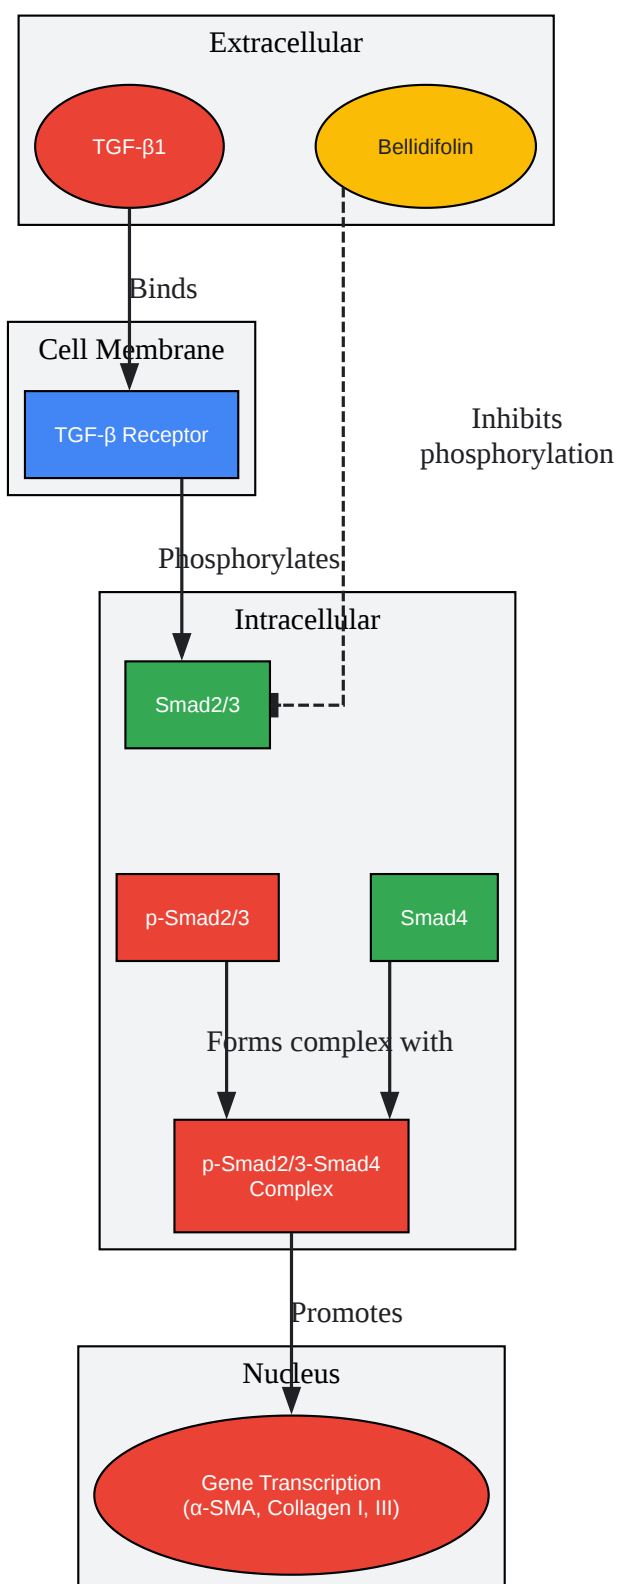 Extracellular
TGF-β1
Bellidifolin
Binds
Cell Membrane
Inhibits
phosphorylation
TGF-β Receptor
Phosphorylates
Intracellular
Smad2/3
p-Smad2/3
Smad4
Forms complex with
p-Smad2/3-Smad4
Complex
Promotes
Nucleus
Gene Transcription
(α-SMA, Collagen I, III)